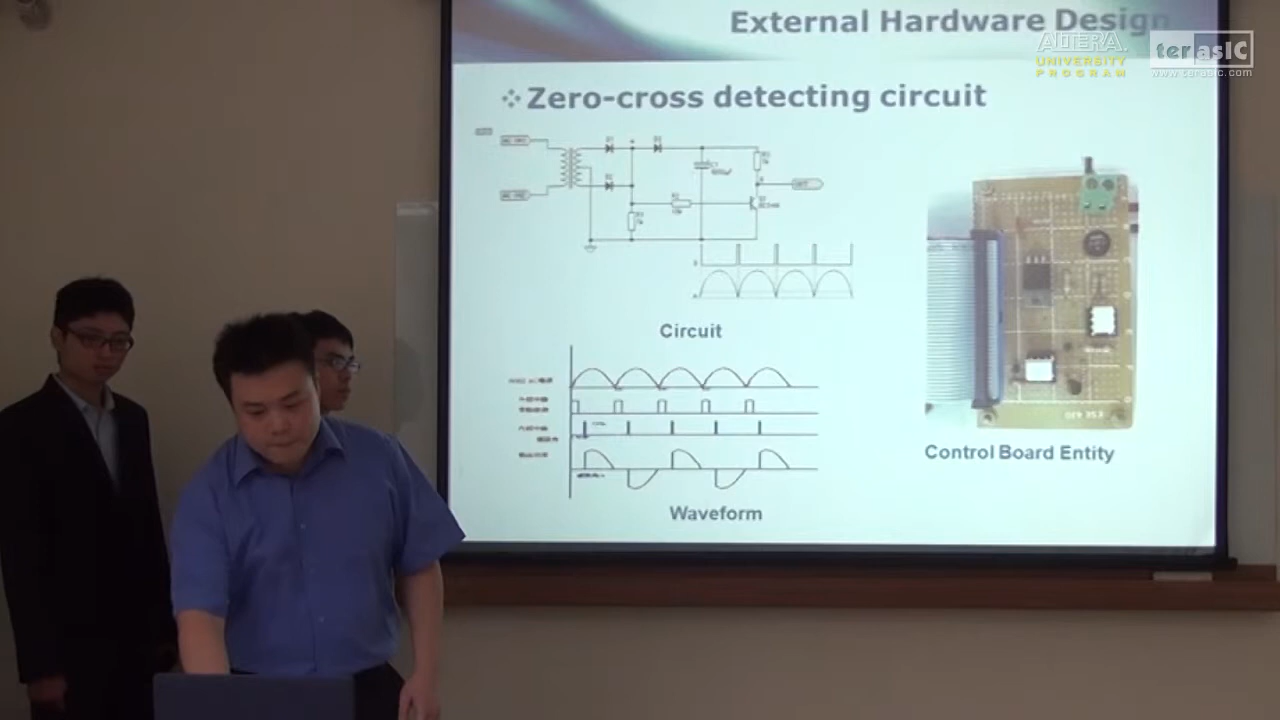 External Hardware Design
ALTERA.
UNIVERSITY
PROGRAM
terasIC
www.terasic.com
Zero-cross detecting circuit
Circuit
Waveform
Control Board Entity